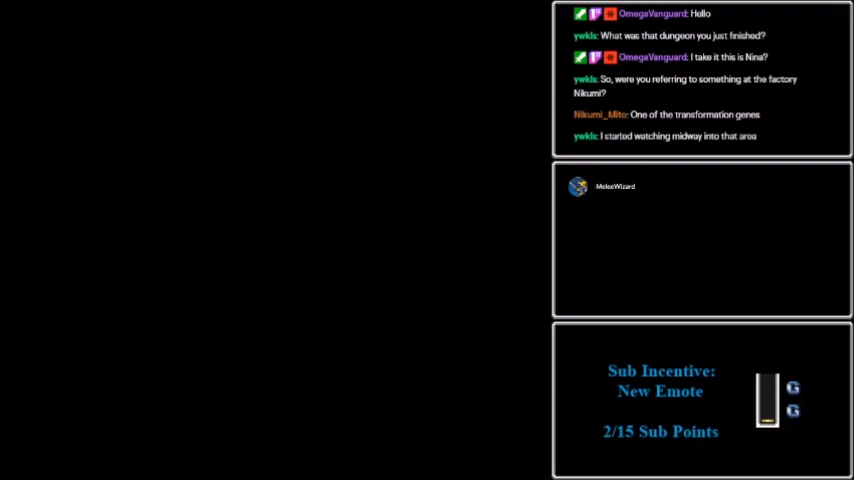 OmegaVanguard: Hello
ywkls: What was that dungeon you just finished?
OmegaVanguard: I take it this is Nina?
ywkls: So, were you referring to something at the factory
Nikumi?
Nikumi_Mito: One of the transformation genes
ywkls: I started watching midway into that area
MeleeWizard
Sub Incentive:
New Emote
G
G
2/15 Sub Points